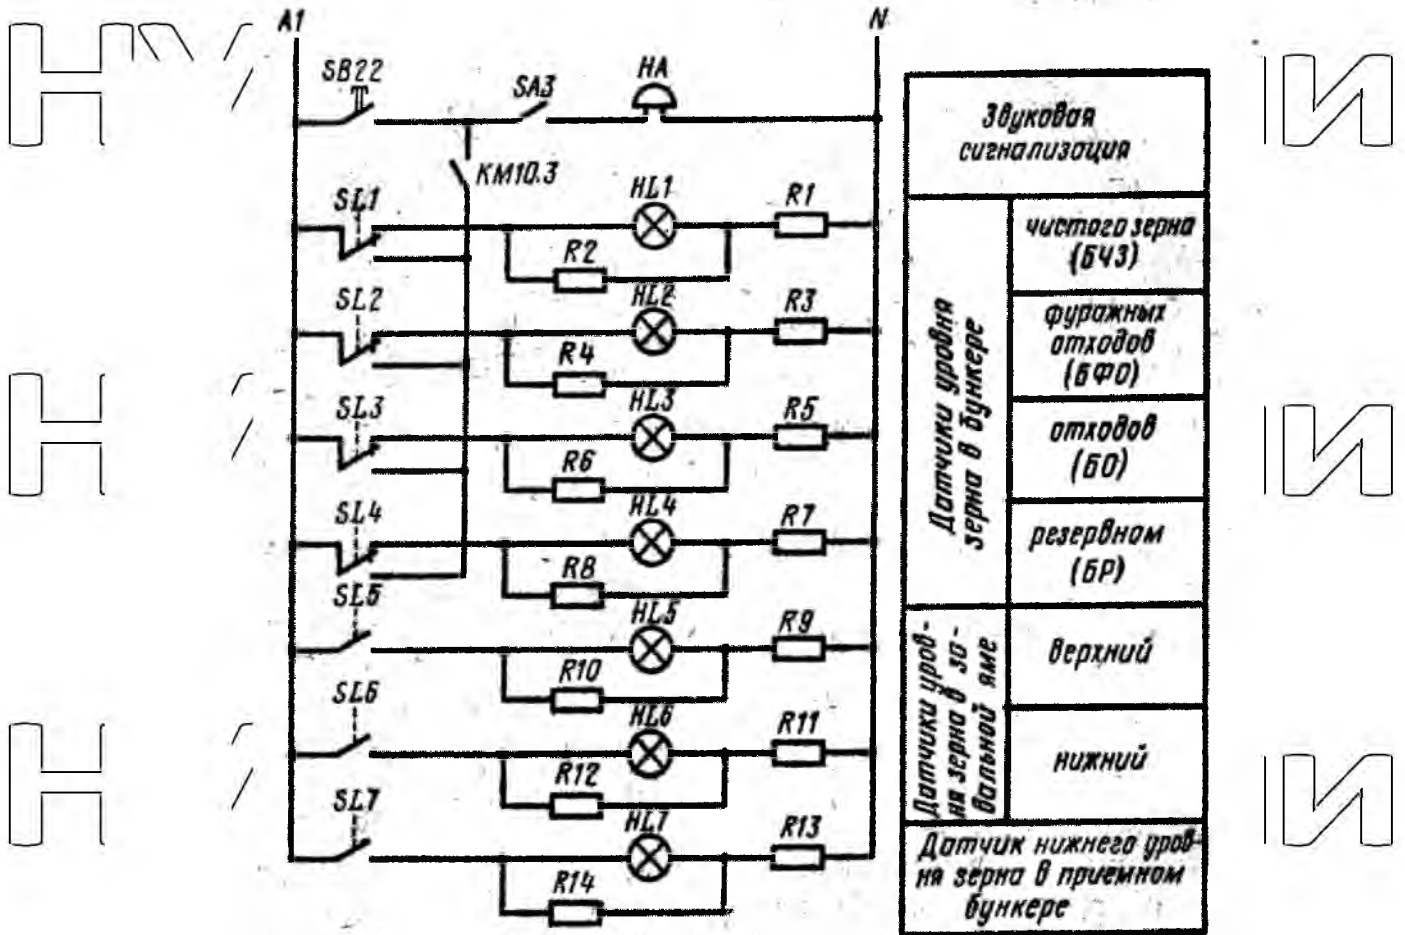 A1
N
SB22
SA3
HA
KM10.3
SL1
HL1
R1
R2
SL2
HL2
R3
R4
SL3
HL3
R5
R6
SL4
HL4
R7
R8
SL5
HL5
R9
R10
SL6
HL6
R11
R12
SL7
HL7
R13
R14
Звуковая
сигнализация
Датчики уровня
зерна в бункере
чистого зерна
(БЧЗ)
фуражных
отходов
(БФО)
отходов
(БО)
резервном
(БР)
Датчики уров-
ня зерна в за-
вальной яме
верхний
нижний
Датчик нижнего уров-
ня зерна в приемном
бункере